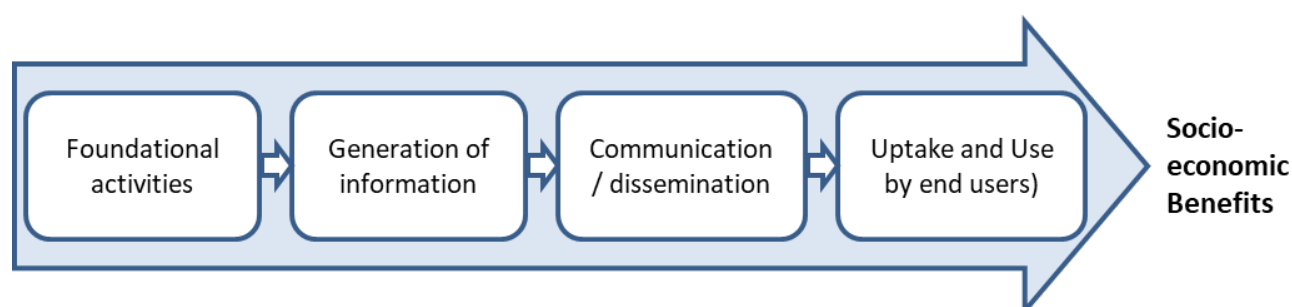 Foundational
activities
Generation of
information
Communication
/ dissemination
Uptake and Use
by end users)
Socio-
economic
Benefits